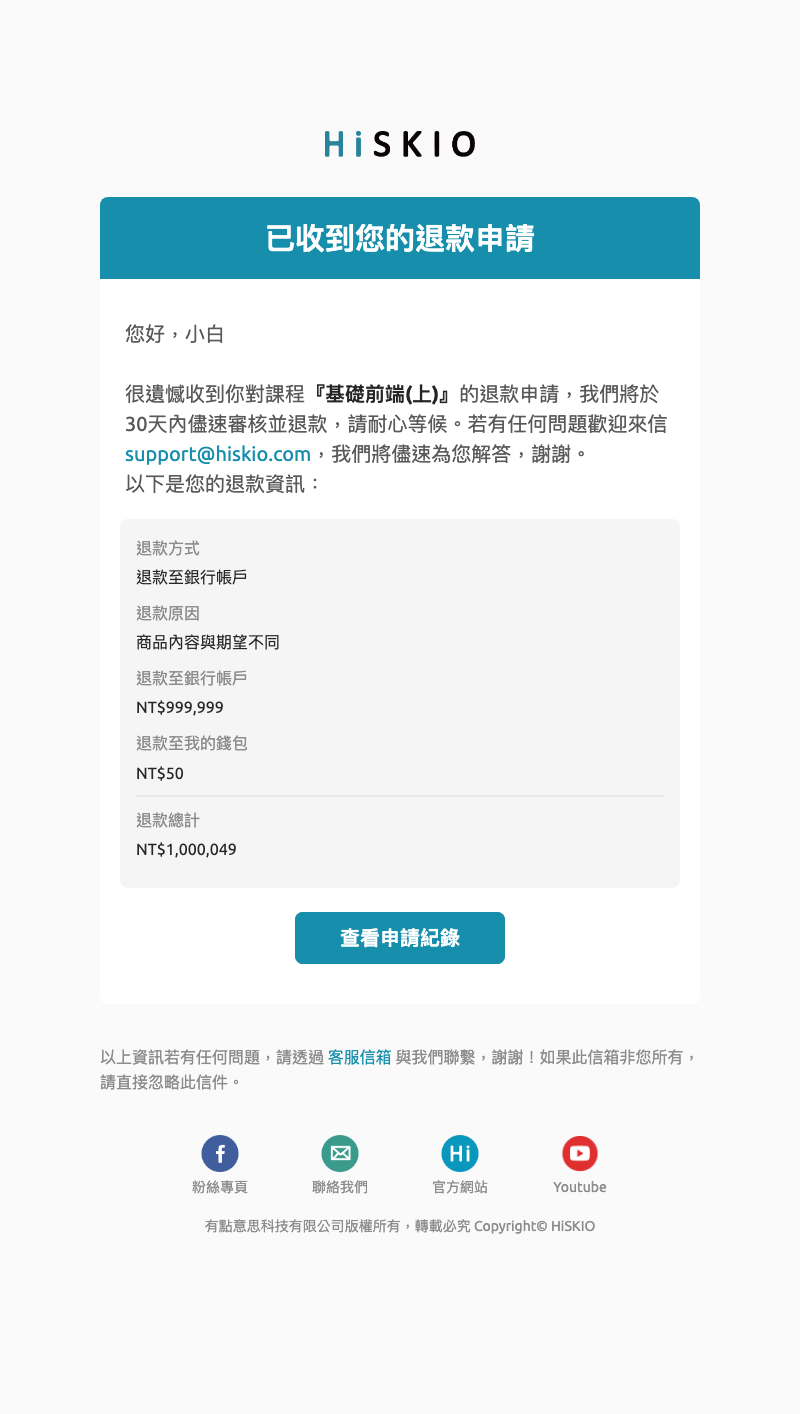 HiSKIO
已收到您的退款申請
您好，小白
很遺憾收到你對課程『基礎前端(上)』的退款申請，我們將於
30天內儘速審核並退款，請耐心等候。若有任何問題歡迎來信
support@hiskio.com，我們將儘速為您解答，謝謝。
以下是您的退款資訊：
退款方式
退款至銀行帳戶
退款原因
商品內容與期望不同
退款至銀行帳戶
NT$999,999
退款至我的錢包
NT$50
退款總計
NT$1,000,049
查看申請紀錄
以上資訊若有任何問題，請透過 客服信箱 與我們聯繫，謝謝！如果此信箱非您所有，
請直接忽略此信件。
Hi
粉絲專頁 聯絡我們 官方網站 Youtube
有點意思科技有限公司版權所有，轉載必究 Copyright© HiSKIO